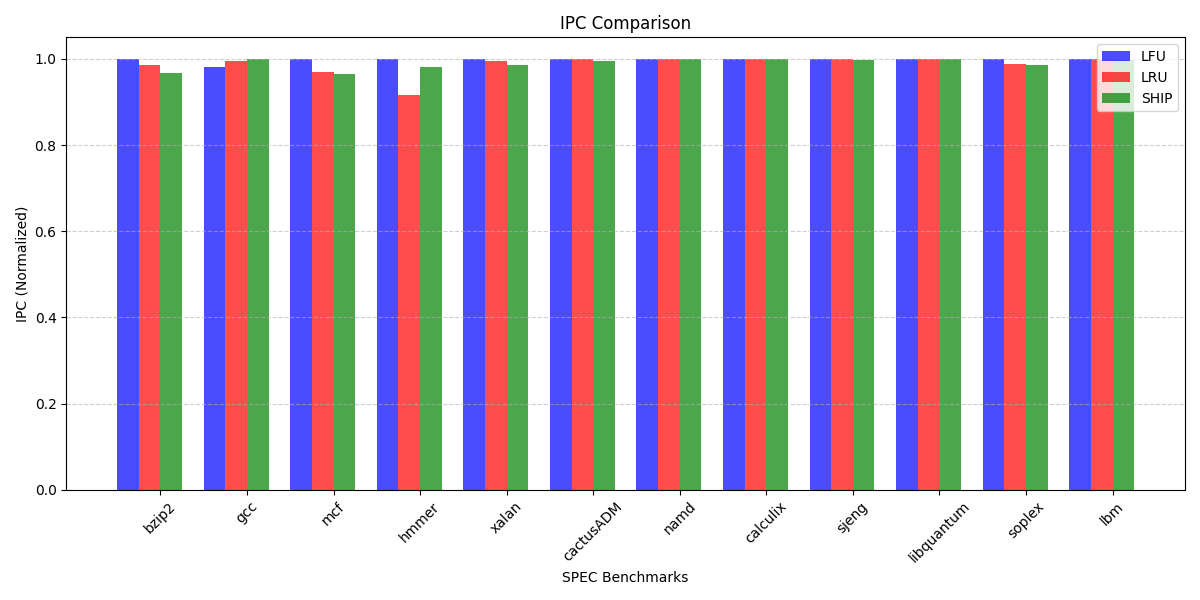 IPC Comparison
LFU
LRU
SHIP
IPC (Normalized)
1.0
0.8
0.6
0.4
0.2
0.0
bzip2
gcc
mcf
hmmer
xalan
cactusADM
namd
calculix
sjeng
libquantum
soplex
lbm
SPEC Benchmarks